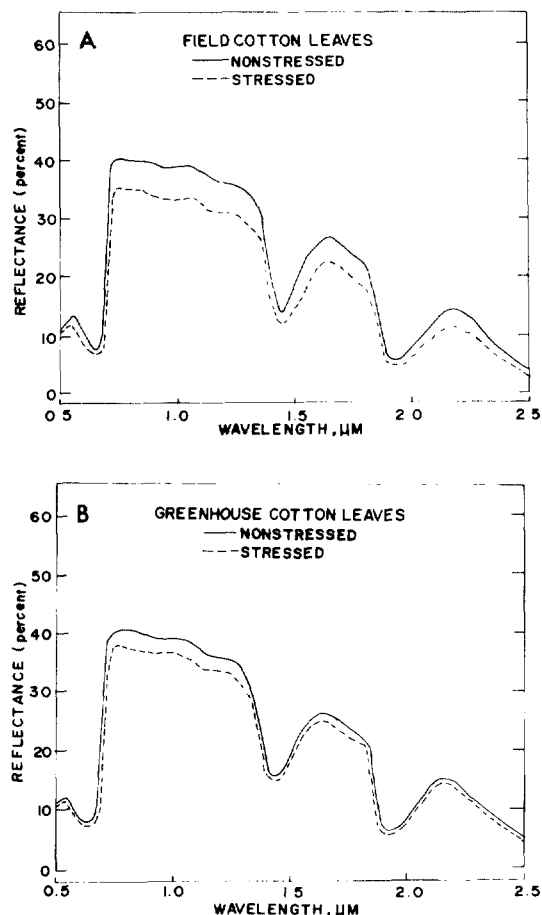 A
FIELD COTTON LEAVES
NONSTRESSED
STRESSED
REFLECTANCE (percent)
60
50
40
30
20
10
0
0.5 1.0 1.5 2.0 2.5
WAVELENGTH, µM
B
GREENHOUSE COTTON LEAVES
NONSTRESSED
STRESSED
REFLECTANCE (percent)
60
50
40
30
20
10
0
0.5 1.0 1.5 2.0 2.5
WAVELENGTH, µM